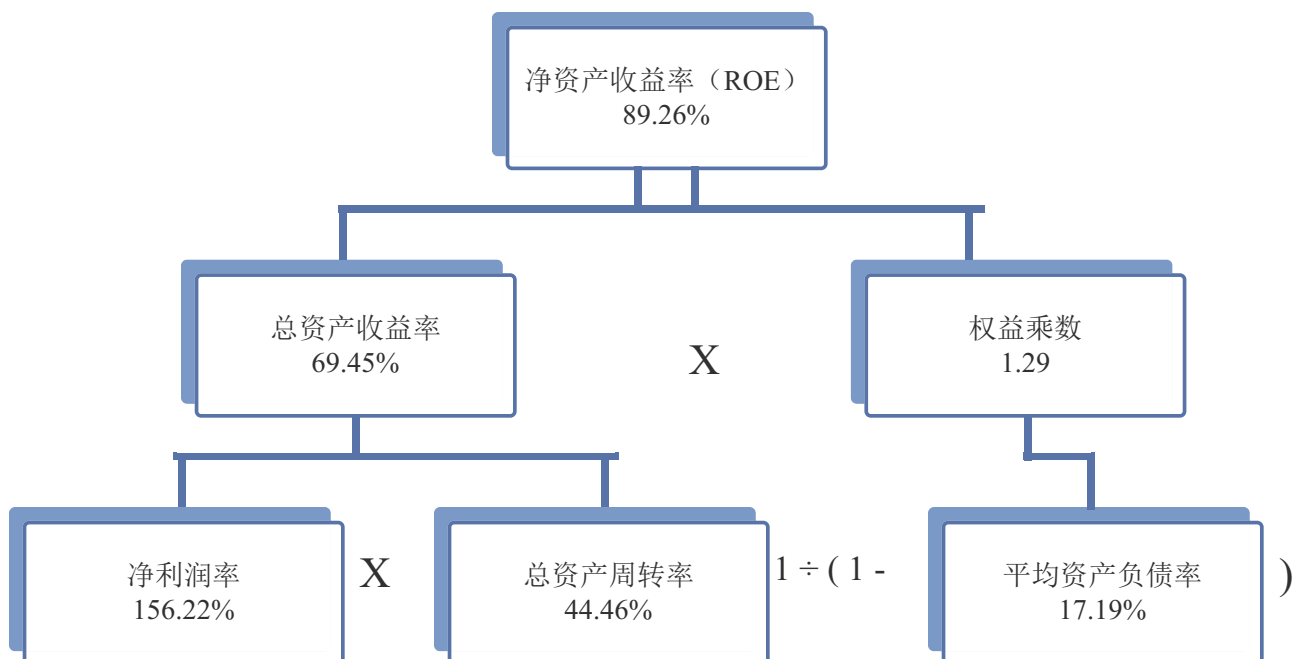 净资产收益率（ROE）
89.26%
总资产收益率
69.45%
X
权益乘数
1.29
净利润率
156.22%
X
总资产周转率
44.46%
1 ÷ ( 1 -
平均资产负债率
17.19%
)